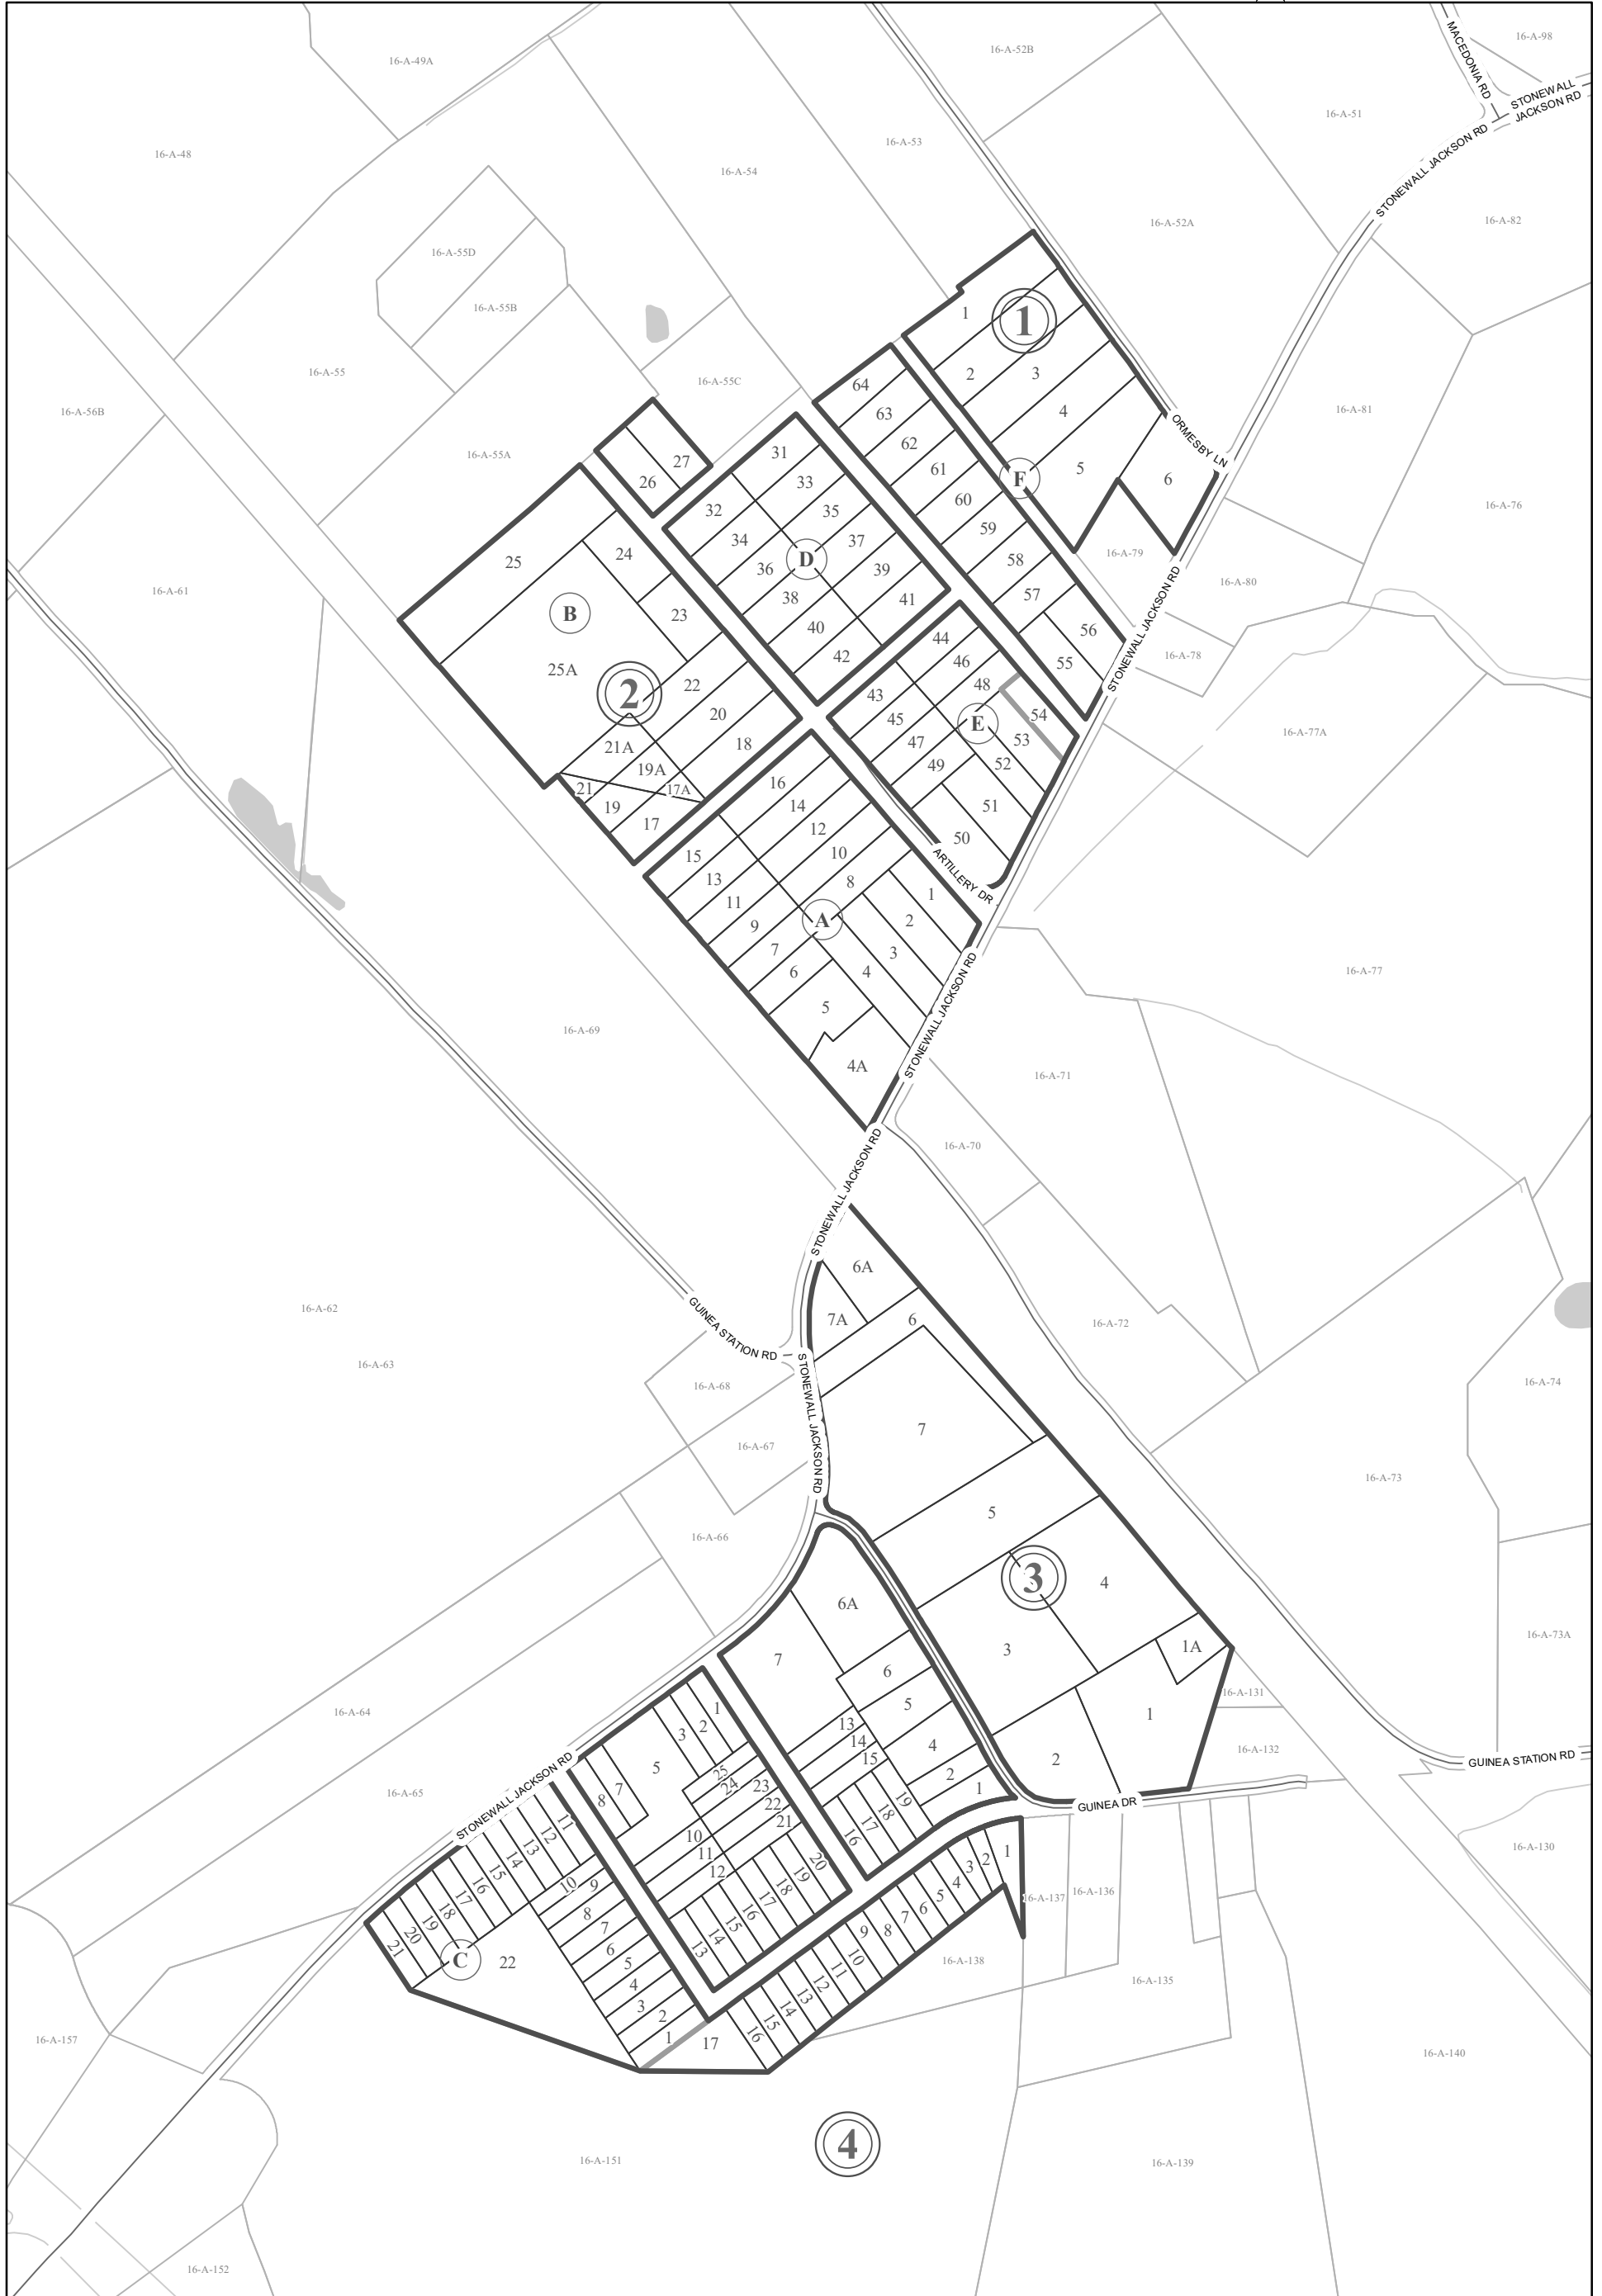 16-A-49A
16-A-52B
16-A-98
MACEDONIA RD
STONEWALL
JACKSON RD
16-A-51
16-A-53
16-A-48
16-A-54
STONEWALL JACKSON RD
16-A-52A
16-A-82
16-A-55D
16-A-55B
1
1
16-A-55
16-A-55C
2
3
64
16-A-56B
63
4
16-A-81
ORMESBY LN
62
31
16-A-55A
27
61
5
F
6
26
33
60
16-A-76
32
35
59
34
37
D
25
24
36
39
58
16-A-79
16-A-80
16-A-61
38
41
57
B
23
40
56
44
STONEWALL JACKSON RD
42
46
55
16-A-78
25A
22
48
43
2
20
54
45
E
53
16-A-77A
18
47
21A
49
52
19A
16
17A
21
14
51
19
12
17
50
10
15
ARTILLERY DR
13
8
1
11
A
2
9
7
3
6
4
16-A-77
5
STONEWALL JACKSON RD
16-A-69
4A
16-A-71
16-A-70
STONEWALL JACKSON RD
6A
16-A-62
GUINEA STATION RD
7A
6
16-A-72
16-A-63
16-A-68
STONEWALL JACKSON RD
16-A-74
7
16-A-67
16-A-73
5
16-A-66
3
4
6A
3
1A
16-A-73A
7
6
16-A-131
16-A-64
5
1
1
2
3
13
14
15
4
16-A-132
2
GUINEA STATION RD
5
25
24
23
22
21
2
1
16-A-65
7
8
19
18
17
16
GUINEA DR
STONEWALL JACKSON RD
11
12
13
14
15
16
17
18
19
20
21
10
11
12
20
19
18
17
16
15
14
13
16-A-130
1
2
3
4
5
6
7
8
9
10
11
12
13
14
15
16
17
16-A-137
16-A-136
10
9
8
7
6
5
4
3
2
1
C
22
16-A-138
16-A-135
16-A-157
16-A-140
4
16-A-151
16-A-139
16-A-152